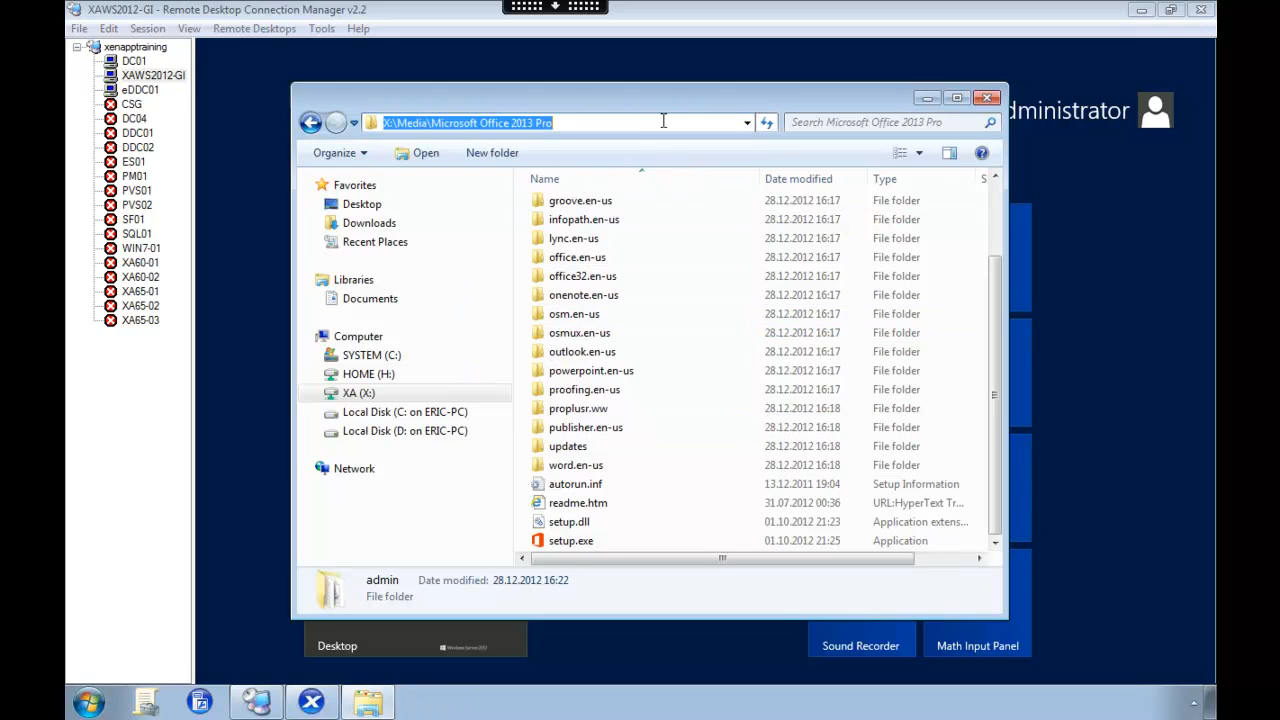 XAWS2012-GI - Remote Desktop Connection Manager v2.2
File Edit Session View Remote Desktops Tools Help
xenapptraining
DC01
XAWS2012-GI
eDDC01
CSG
DC04
DDC01
DDC02
ES01
PM01
PVS01
PVS02
SF01
SQL01
WIN7-01
XA60-01
XA60-02
XA65-01
XA65-02
XA65-03
dministrator
X:\Media\Microsoft Office 2013 Pro
Search Microsoft Office 2013 Pro
Organize Open New folder
Favorites
Desktop
Downloads
Recent Places
Libraries
Documents
Computer
SYSTEM (C:)
HOME (H:)
XA (X:)
Local Disk (C: on ERIC-PC)
Local Disk (D: on ERIC-PC)
Network
Name Date modified Type S
groove.en-us 28.12.2012 16:17 File folder
infopath.en-us 28.12.2012 16:17 File folder
lync.en-us 28.12.2012 16:17 File folder
office.en-us 28.12.2012 16:17 File folder
office32.en-us 28.12.2012 16:17 File folder
onenote.en-us 28.12.2012 16:17 File folder
osm.en-us 28.12.2012 16:17 File folder
osmux.en-us 28.12.2012 16:17 File folder
outlook.en-us 28.12.2012 16:17 File folder
powerpoint.en-us 28.12.2012 16:17 File folder
proofing.en-us 28.12.2012 16:17 File folder
proplusr.ww 28.12.2012 16:18 File folder
publisher.en-us 28.12.2012 16:18 File folder
updates 28.12.2012 16:18 File folder
word.en-us 28.12.2012 16:18 File folder
autorun.inf 13.12.2011 19:04 Setup Information
readme.htm 31.07.2012 00:36 URL:HyperText Tr...
setup.dll 01.10.2012 21:23 Application extens...
setup.exe 01.10.2012 21:25 Application
admin Date modified: 28.12.2012 16:22
File folder
Desktop
Windows Server 2012
Sound Recorder
Math Input Panel